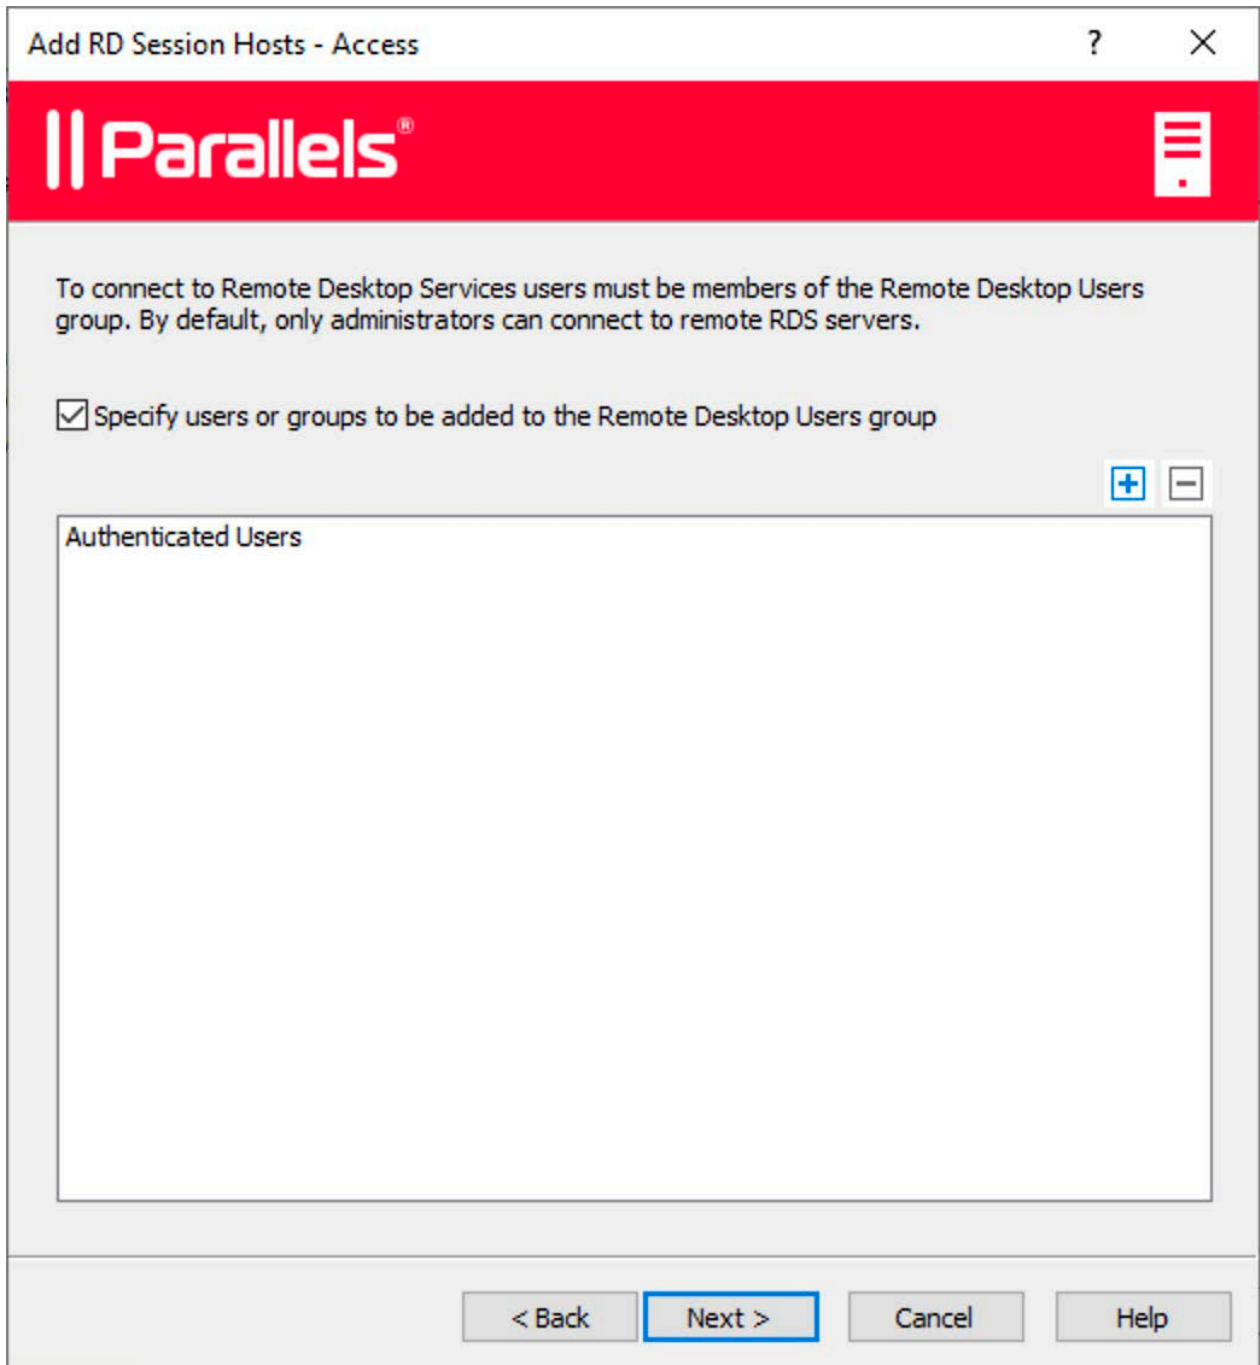 Add RD Session Hosts - Access
Parallels®
To connect to Remote Desktop Services users must be members of the Remote Desktop Users
group. By default, only administrators can connect to remote RDS servers.
Specify users or groups to be added to the Remote Desktop Users group
Authenticated Users
< Back
Next >
Cancel
Help